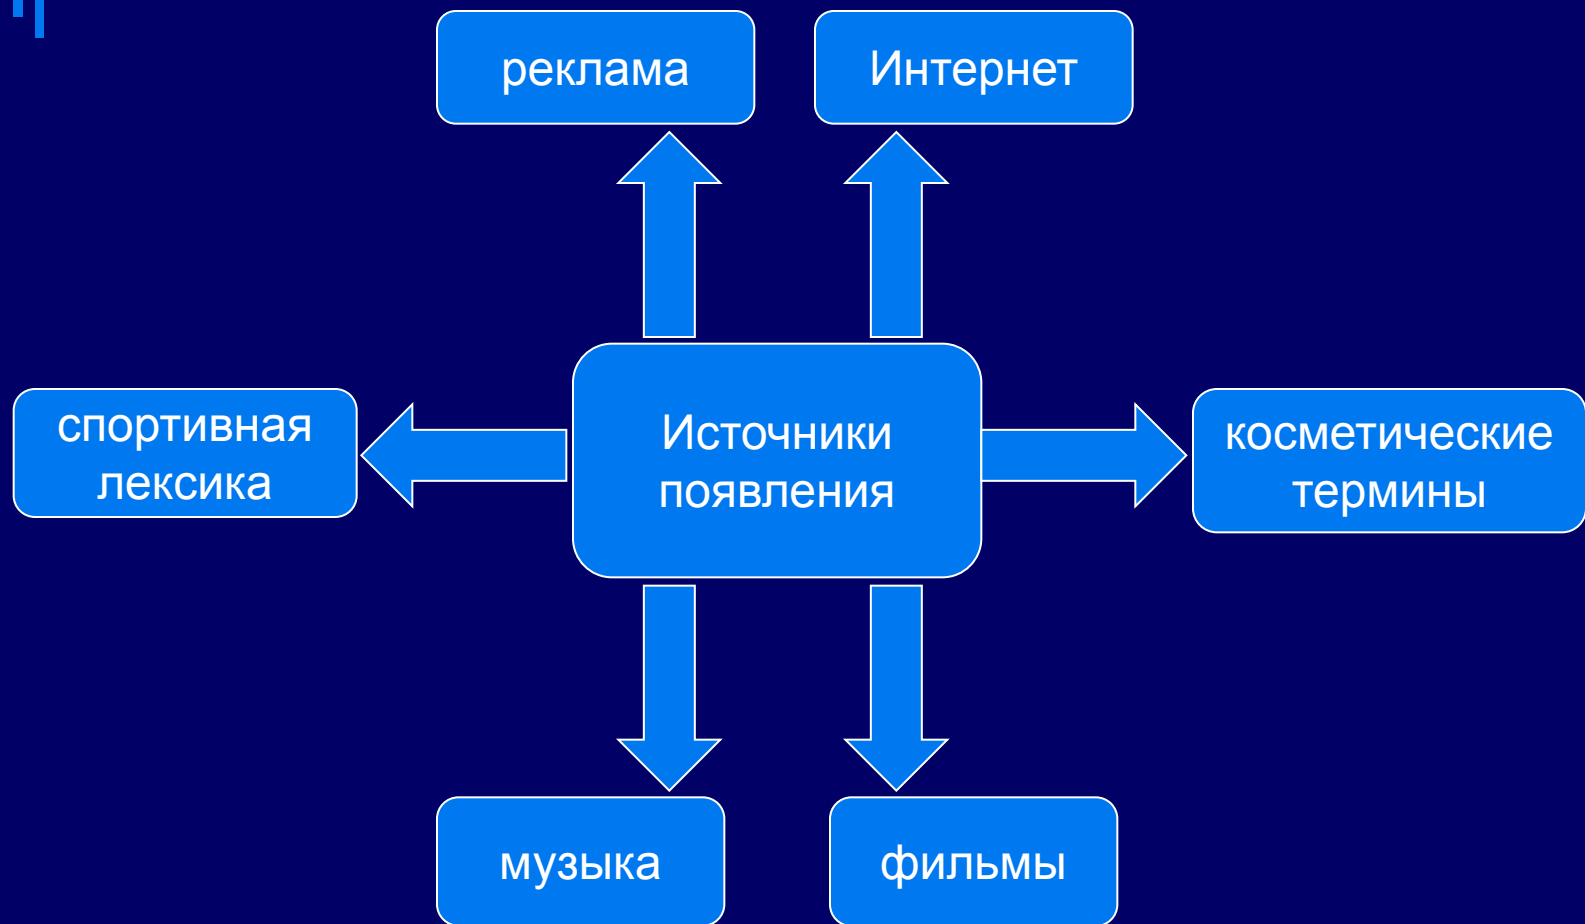 реклама
Интернет
спортивная
лексика
Источники
появления
косметические
термины
музыка
фильмы